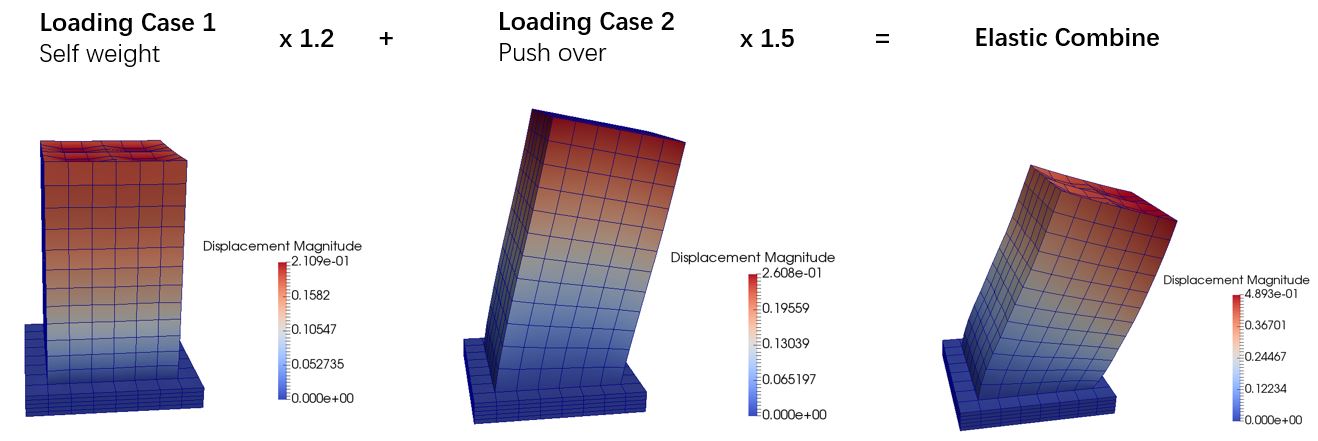 Loading Case 1
Self weight
x 1.2
+
Loading Case 2
Push over
x 1.5
=
Elastic Combine
Displacement Magnitude
2.109e-01
0.1582
0.10547
0.052735
0.000e+00
Displacement Magnitude
2.608e-01
0.19559
0.13039
0.065197
0.000e+00
Displacement Magnitude
4.893e-01
0.36701
0.24467
0.12234
0.000e+00